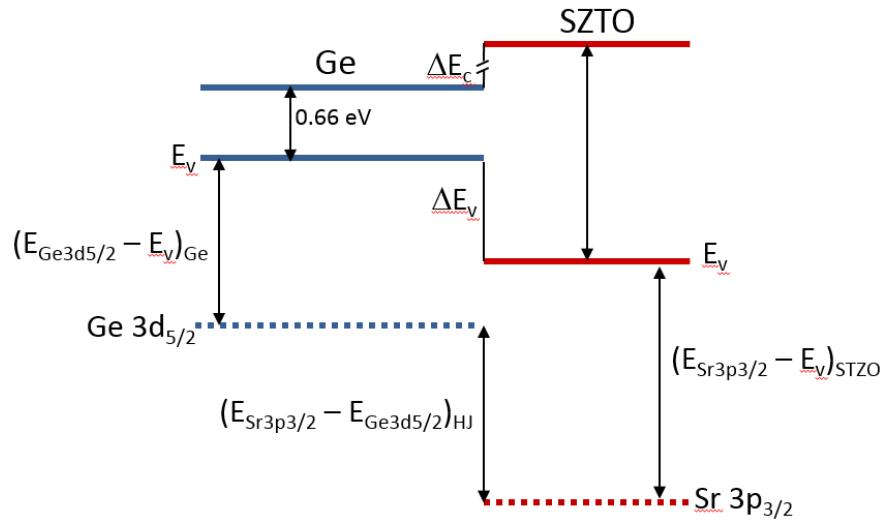 SZTO
Ge
ΔEc
0.66 eV
Ev
ΔEv
(EGe3d5/2 – Ev)Ge
Ev
Ge 3d5/2
(ESr3p3/2 – Ev)STZO
(ESr3p3/2 – EGe3d5/2)HJ
Sr 3p3/2